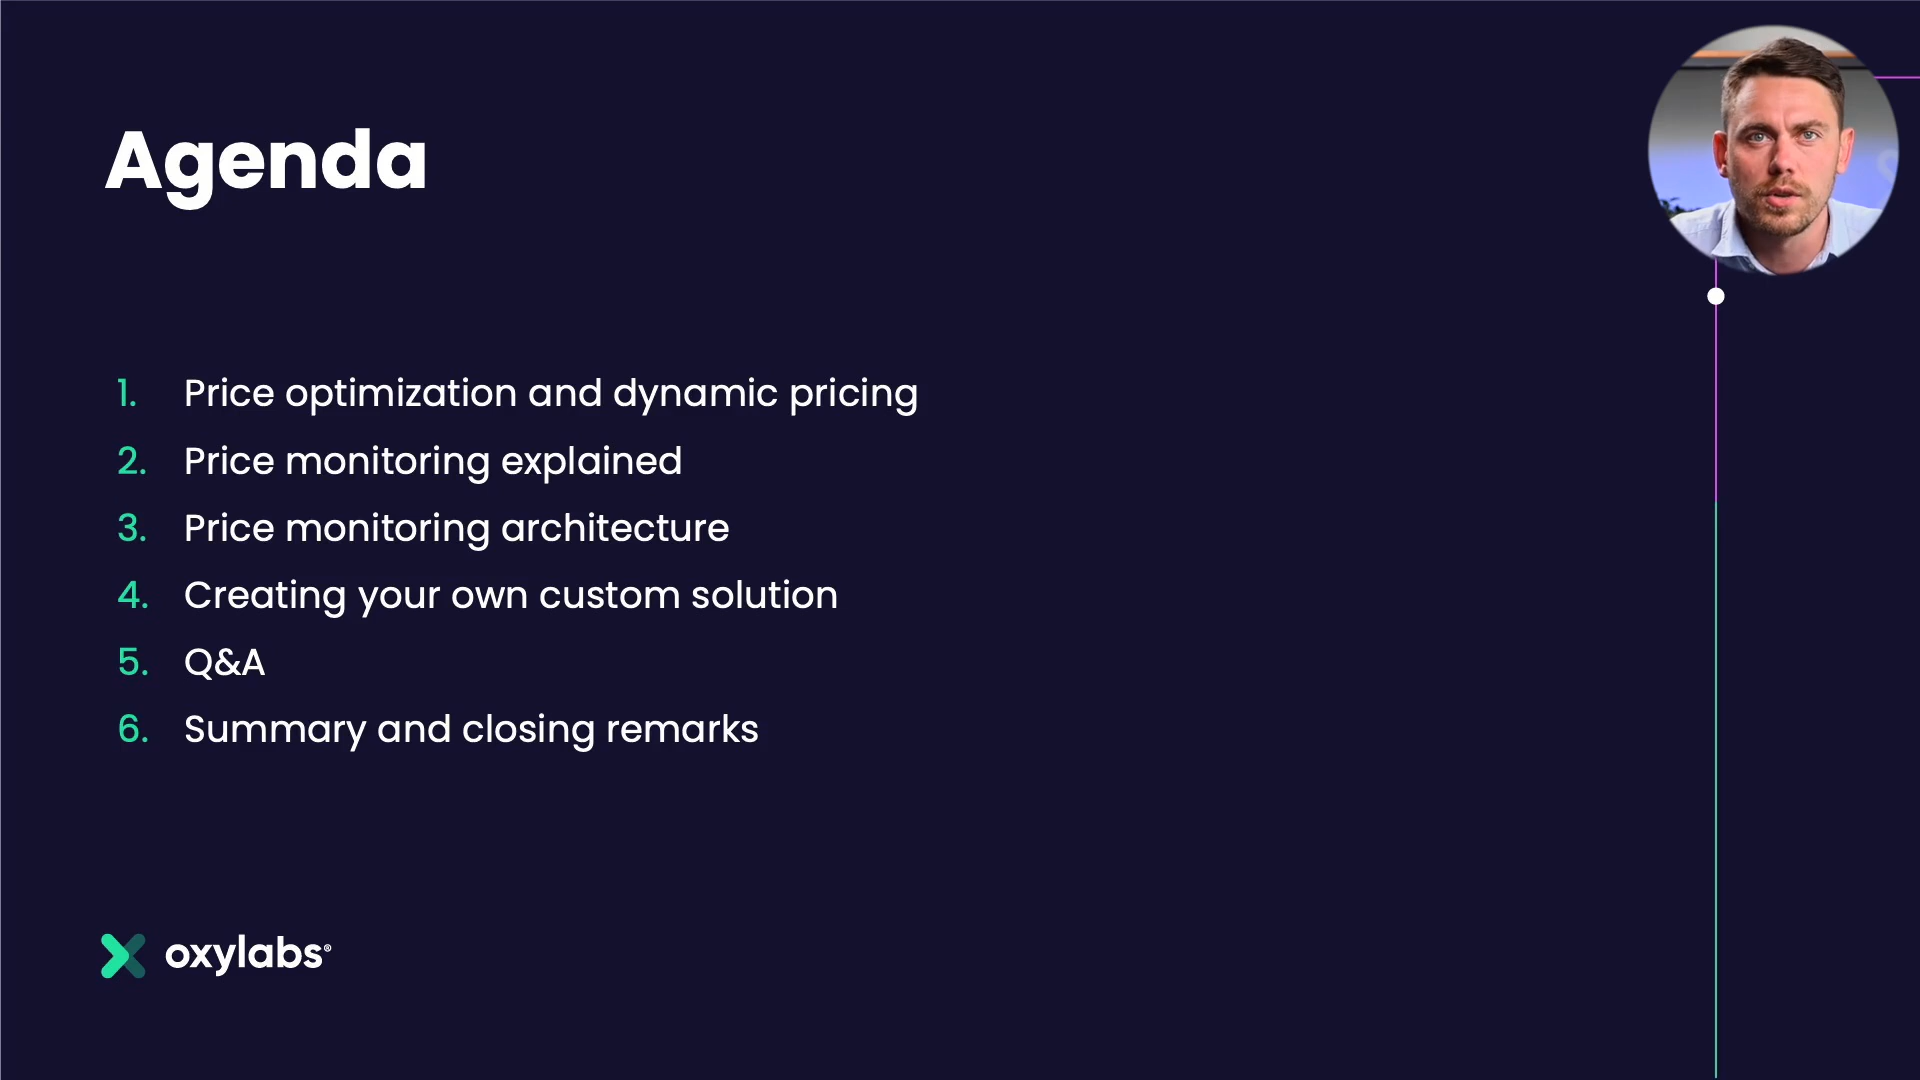 Agenda
1. Price optimization and dynamic pricing
2. Price monitoring explained
3. Price monitoring architecture
4. Creating your own custom solution
5. Q&A
6. Summary and closing remarks
oxylabs®